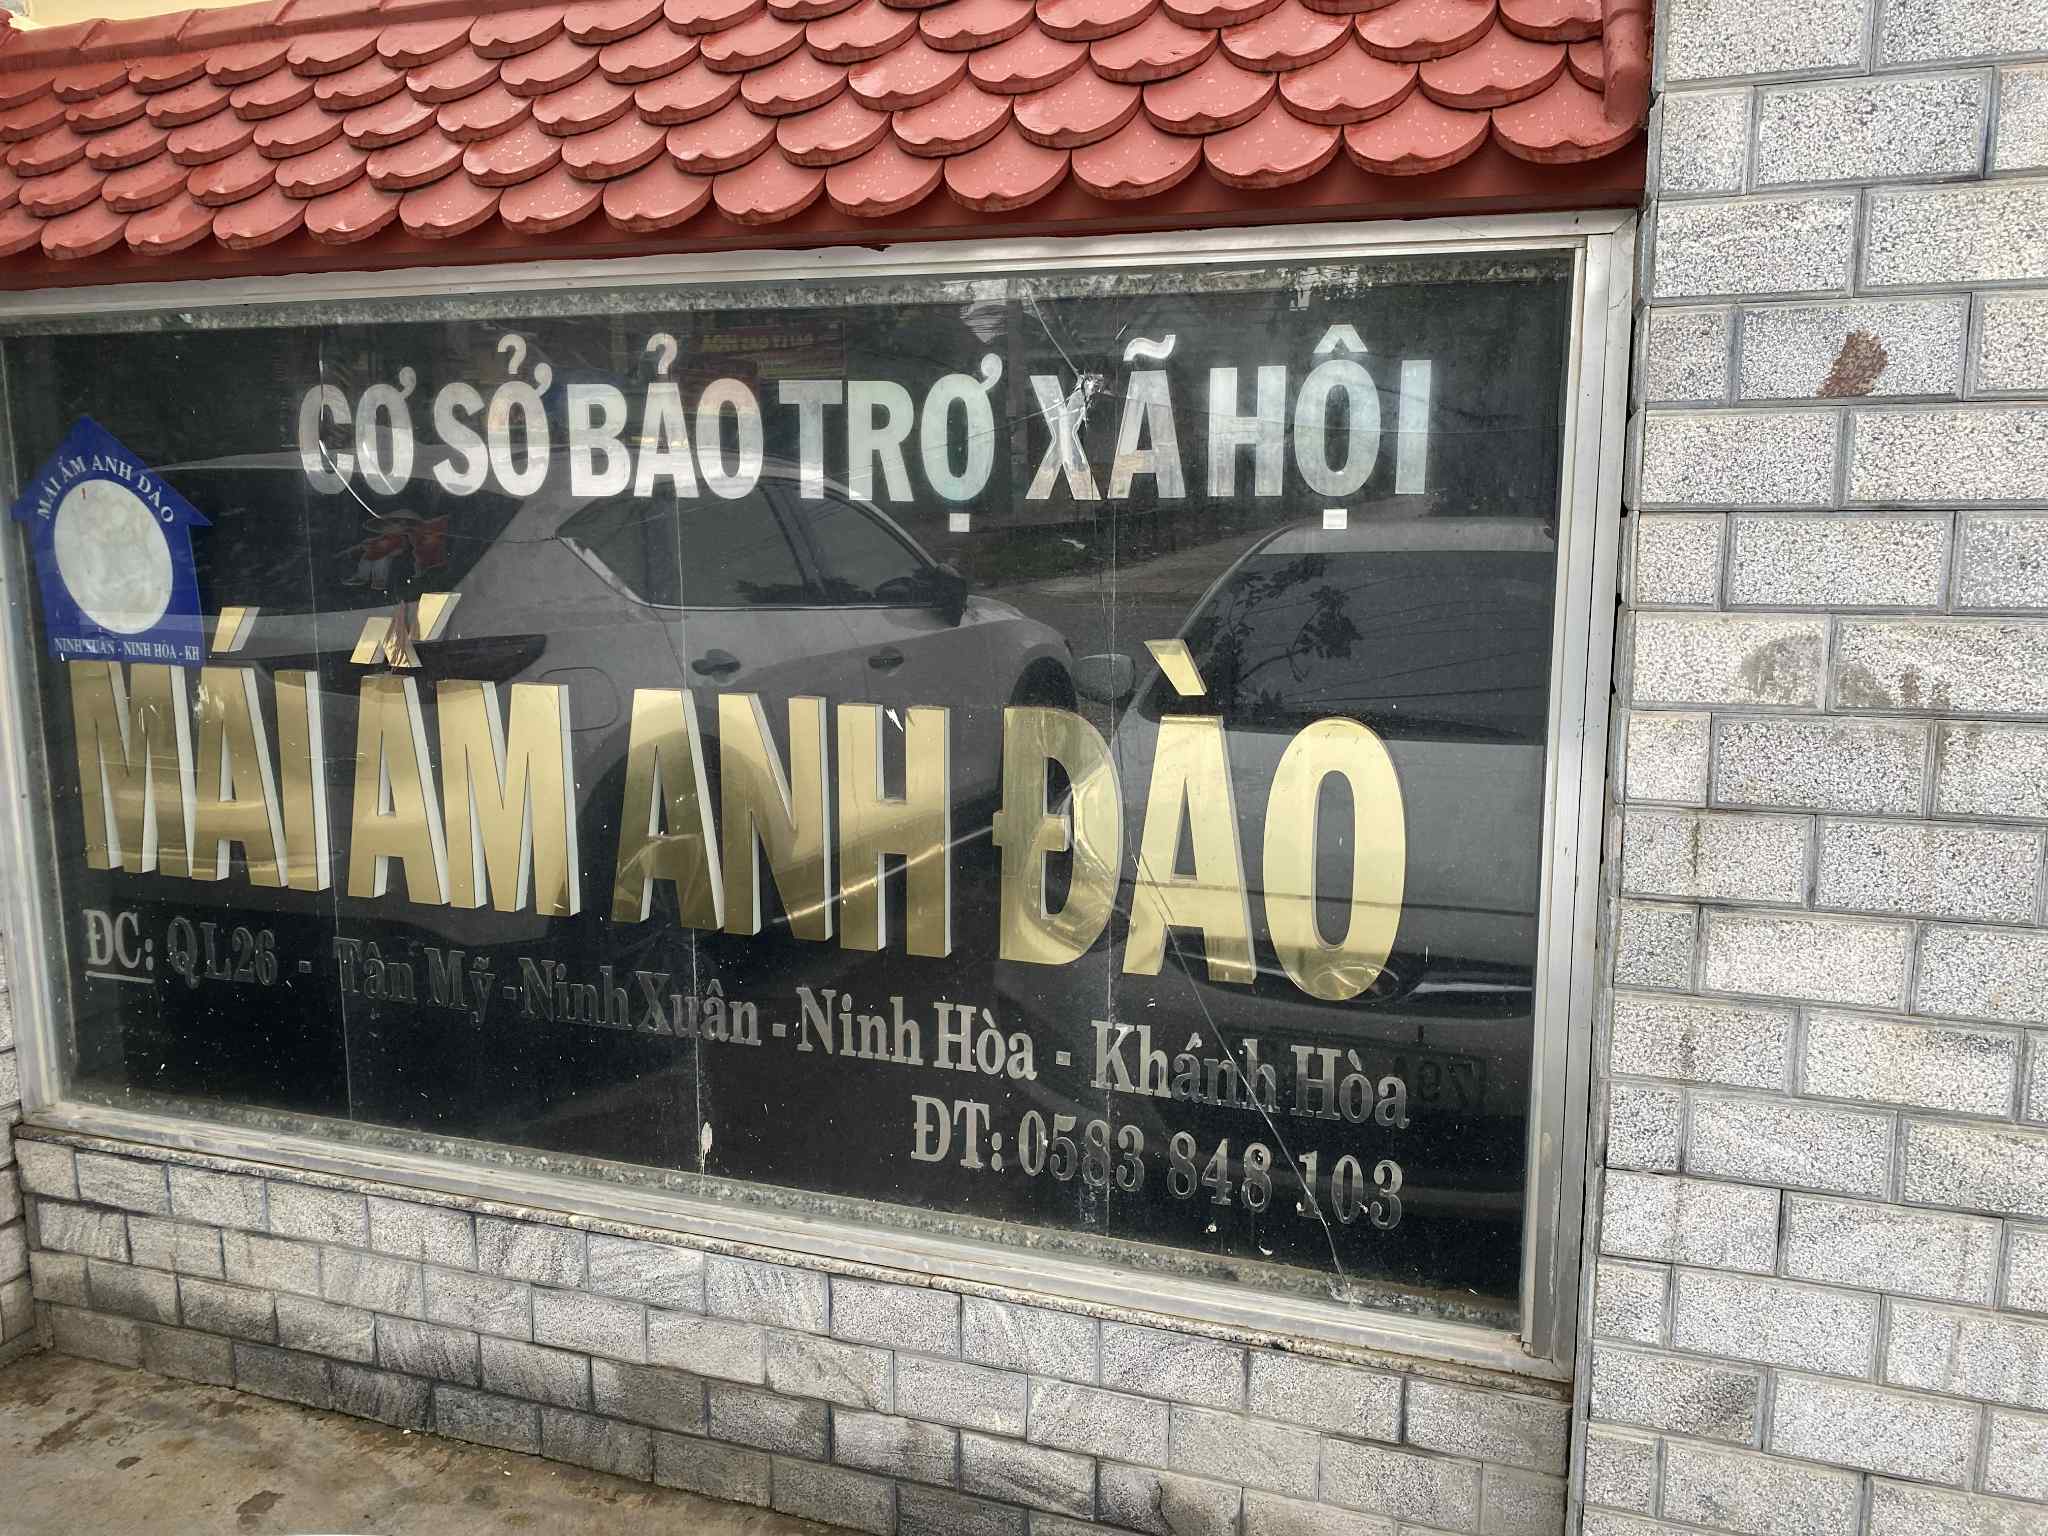 CƠ SỞ BẢO TRỢ XÃ HỘI
MÁI ẤM ANH ĐÀO
NINH XUÂN - NINH HÒA - KH
MÁI ẤM ANH ĐÀO
ĐC: QL26 - Tân Mỹ - Ninh Xuân - Ninh Hòa - Khánh Hòa
ĐT: 0583 848 103